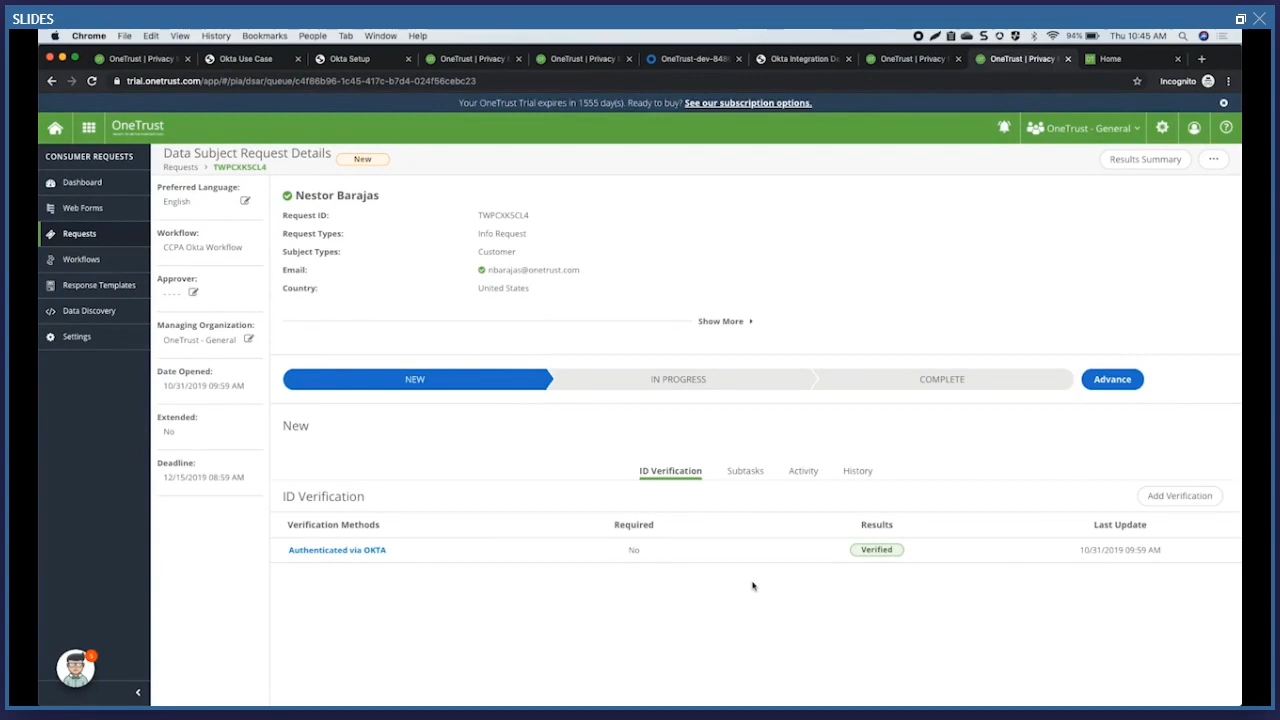 SLIDES
Chrome File Edit View History Bookmarks People Tab Window Help
94% Thu 10:45 AM
OneTrust | Privacy Okta Use Case Okta Setup OneTrust | Privacy OneTrust | Privacy OneTrust-dev-848 Okta Integration De OneTrust | Privacy OneTrust | Privacy Home
trial.onetrust.com/app/#/pia/dsar/queue/c4f86b96-1c45-417c-b7d4-024f56cebc23
Incognito
Your OneTrust Trial expires in 1555 day(s). Ready to buy? See our subscription options.
OneTrust
OneTrust - General
CONSUMER REQUESTS
Dashboard
Web Forms
Requests
Workflows
Response Templates
Data Discovery
Settings
Data Subject Request Details
New
Requests > TWPCXKSCL4
Results Summary
...
Preferred Language:
English
Workflow:
CCPA Okta Workflow
Approver:
- - - -
Managing Organization:
OneTrust - General
Date Opened:
10/31/2019 09:59 AM
Extended:
No
Deadline:
12/15/2019 08:59 AM
Nestor Barajas
Request ID: TWPCXKSCL4
Request Types: Info Request
Subject Types: Customer
Email: nbarajas@onetrust.com
Country: United States
Show More
NEW IN PROGRESS COMPLETE Advance
New
ID Verification Subtasks Activity History
ID Verification
Add Verification
Verification Methods Required Results Last Update
Authenticated via OKTA No Verified 10/31/2019 09:59 AM